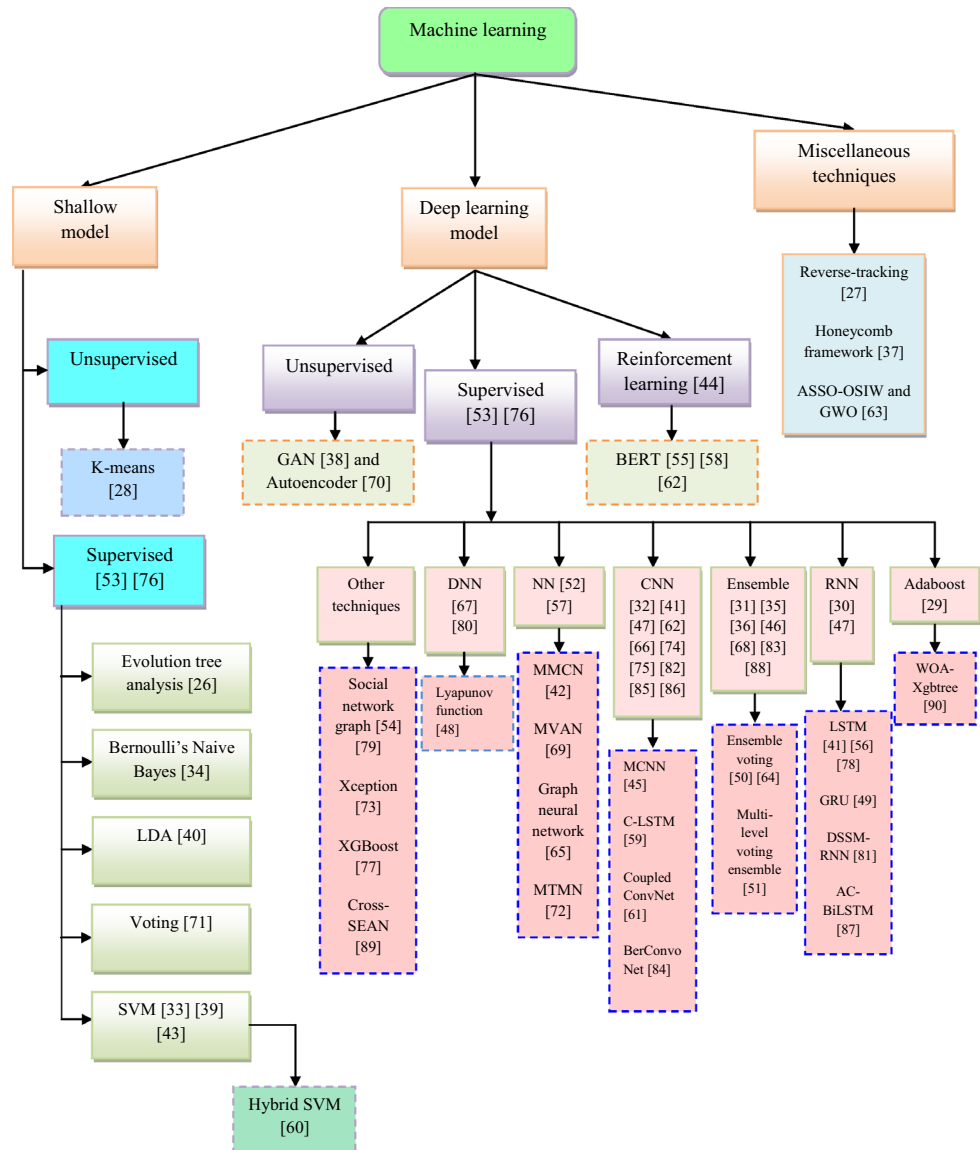 Machine learning
Shallow
model
Deep learning
model
Miscellaneous
techniques
Reverse-tracking
[27]
Honeycomb
framework [37]
ASSO-OSIW and
GWO [63]
Unsupervised
K-means
[28]
Supervised
[53] [76]
Evolution tree
analysis [26]
Bernoulli’s Naive
Bayes [34]
LDA [40]
Voting [71]
SVM [33] [39]
[43]
Hybrid SVM
[60]
Unsupervised
GAN [38] and
Autoencoder [70]
Supervised
[53] [76]
Reinforcement
learning [44]
BERT [55] [58]
[62]
Other
techniques
Social
network
graph [54]
[79]
Xception
[73]
XGBoost
[77]
Cross-
SEAN
[89]
DNN
[67]
[80]
Lyapunov
function
[48]
NN [52]
[57]
MMCN
[42]
MVAN
[69]
Graph
neural
network
[65]
MTMN
[72]
CNN
[32] [41]
[47] [62]
[66] [74]
[75] [82]
[85] [86]
MCNN
[45]
C-LSTM
[59]
Coupled
ConvNet
[61]
BerConvo
Net [84]
Ensemble
[31] [35]
[36] [46]
[68] [83]
[88]
Ensemble
voting
[50] [64]
Multi-
level
voting
ensemble
[51]
RNN
[30]
[47]
LSTM
[41] [56]
[78]
GRU [49]
DSSM-
RNN [81]
AC-
BiLSTM
[87]
Adaboost
[29]
WOA-
Xgbtree
[90]